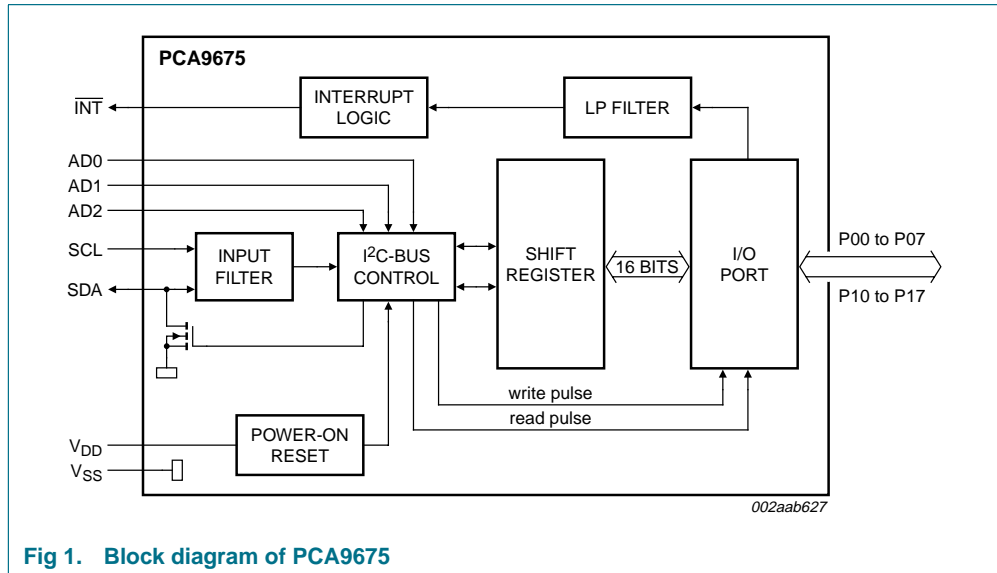 PCA9675
INTERRUPT
LOGIC
LP FILTER
INT
AD0
AD1
AD2
SCL
SDA
INPUT
FILTER
I²C-BUS
CONTROL
SHIFT
REGISTER
16 BITS
I/O
PORT
P00 to P07
P10 to P17
write pulse
read pulse
POWER-ON
RESET
VDD
VSS
002aab627
Fig 1. Block diagram of PCA9675